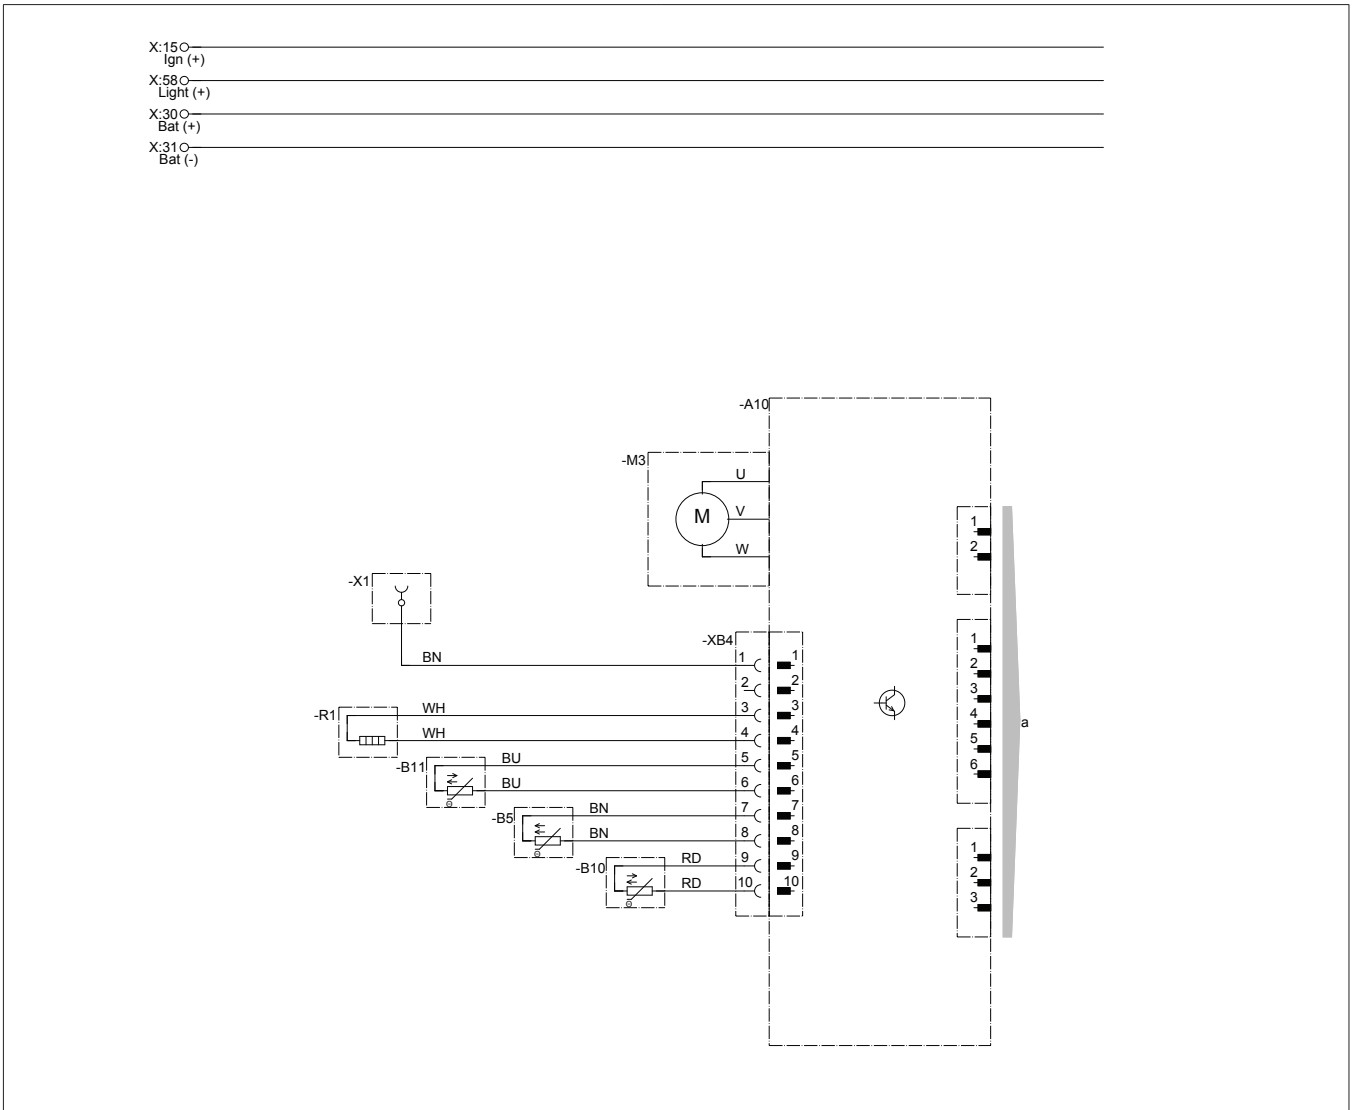 X:15
Ign (+)
X:58
Light (+)
X:30
Bat (+)
X:31
Bat (-)
-A10
-M3
U
M
V
W
1
2
-X1
-XB4
BN
1
1
2
2
WH
3
3
-R1
WH
4
4
BU
5
5
-B11
BU
6
6
BN
7
7
-B5
BN
8
8
RD
9
9
-B10
RD
10
10
1
2
3
4
5
6
a
1
2
3